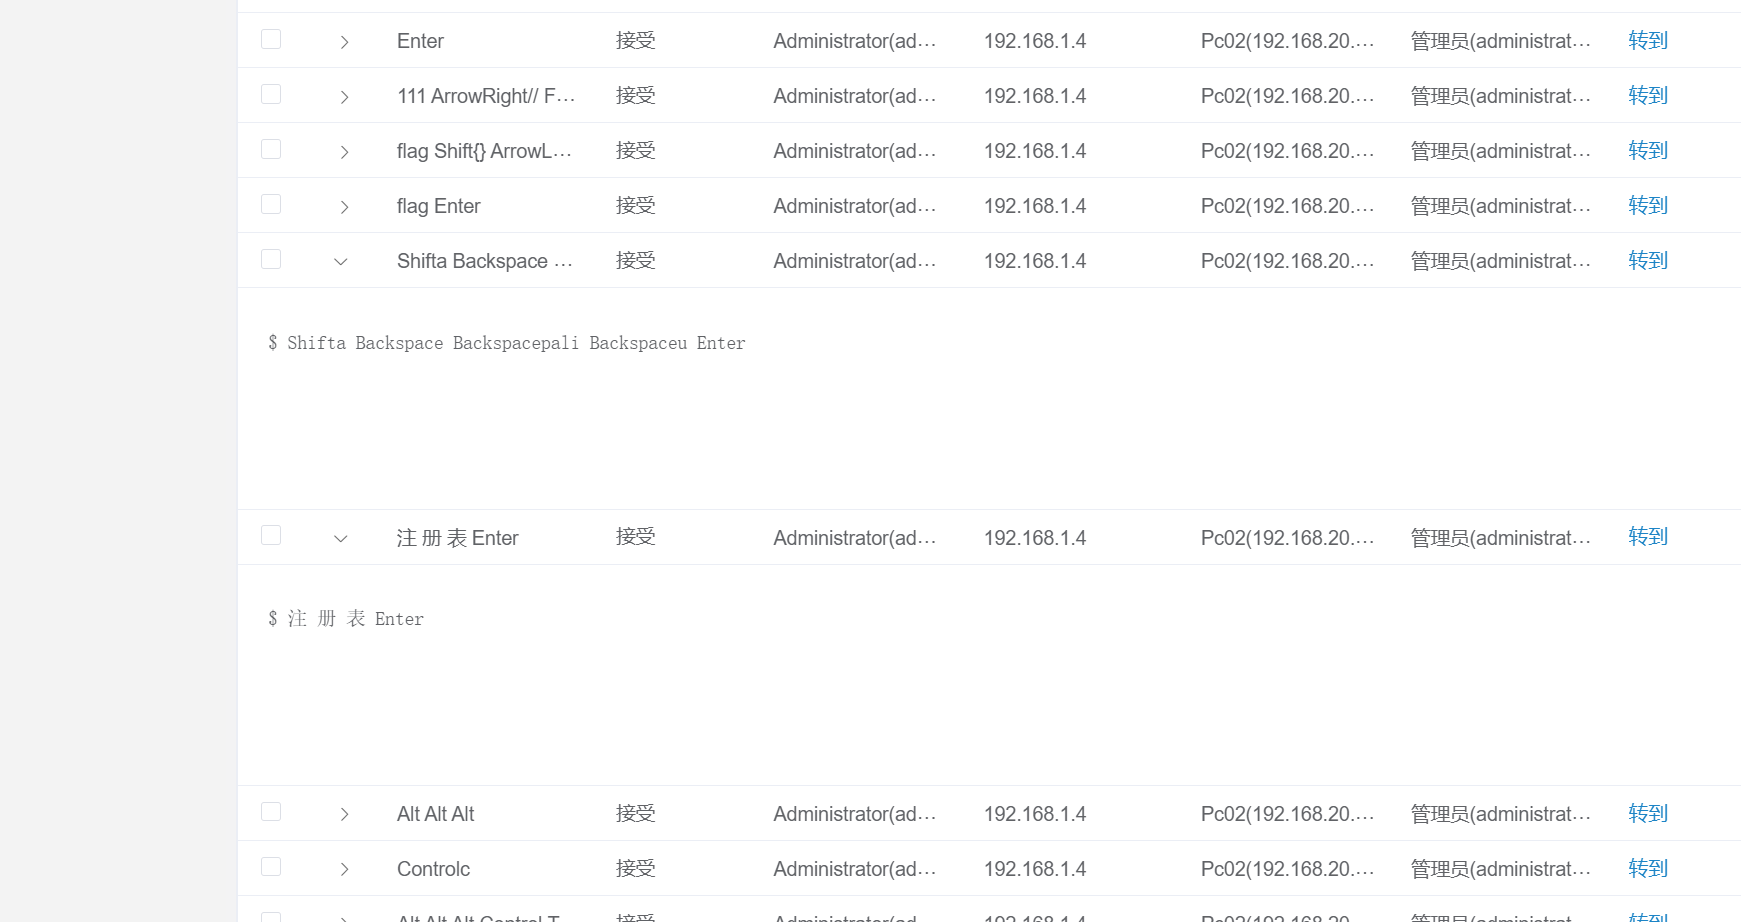 Enter 接受 Administrator(ad··· 192.168.1.4 Pc02(192.168.20.··· 管理员(administrat··· 转到
111 ArrowRight// F··· 接受 Administrator(ad··· 192.168.1.4 Pc02(192.168.20.··· 管理员(administrat··· 转到
flag Shift{} ArrowL··· 接受 Administrator(ad··· 192.168.1.4 Pc02(192.168.20.··· 管理员(administrat··· 转到
flag Enter 接受 Administrator(ad··· 192.168.1.4 Pc02(192.168.20.··· 管理员(administrat··· 转到
Shifta Backspace ··· 接受 Administrator(ad··· 192.168.1.4 Pc02(192.168.20.··· 管理员(administrat··· 转到
$ Shifta Backspace Backspacepali Backspaceu Enter
注 册 表 Enter 接受 Administrator(ad··· 192.168.1.4 Pc02(192.168.20.··· 管理员(administrat··· 转到
$ 注 册 表 Enter
Alt Alt Alt 接受 Administrator(ad··· 192.168.1.4 Pc02(192.168.20.··· 管理员(administrat··· 转到
Controlc 接受 Administrator(ad··· 192.168.1.4 Pc02(192.168.20.··· 管理员(administrat··· 转到